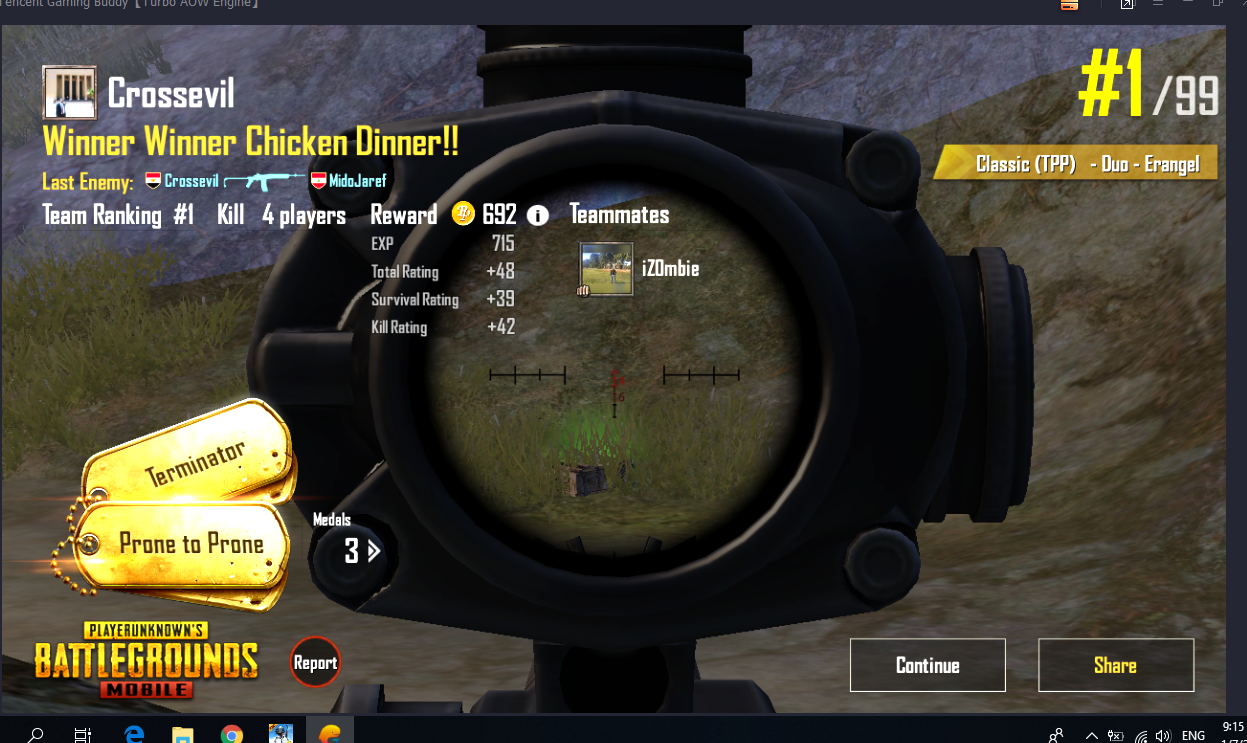 Tencent Gaming Buddy【Turbo AOW Engine】
Crossevil
#1/99
Winner Winner Chicken Dinner!!
Classic (TPP) - Duo - Erangel
Last Enemy: Crossevil MidoJaref
Team Ranking #1 Kill 4 players Reward 692 Teammates
EXP 715
Total Rating +48
iZ0mbie
Survival Rating +39
Kill Rating +42
Terminator
Prone to Prone
Medals
3
PLAYERUNKNOWN'S
BATTLEGROUNDS
MOBILE
Report
Continue
Share
9:15
ENG